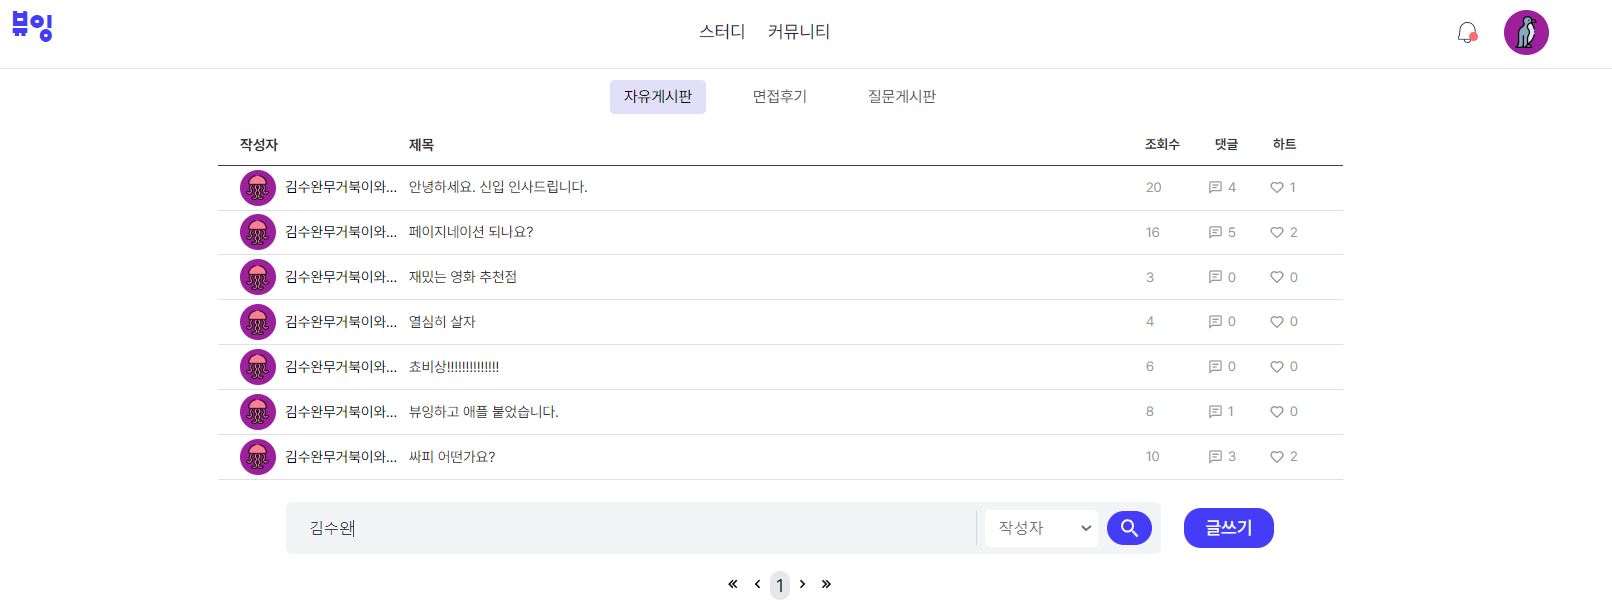 뷰잉
스터디 커뮤니티
자유게시판 면접후기 질문게시판
작성자 제목 조회수 댓글 하트
김수완무거북이와... 안녕하세요. 신입 인사드립니다. 20 4 1
김수완무거북이와... 페이지네이션 되나요? 16 5 2
김수완무거북이와... 재밌는 영화 추천점 3 0 0
김수완무거북이와... 열심히 살자 4 0 0
김수완무거북이와... 쵸비상!!!!!!!!!!!!!! 6 0 0
김수완무거북이와... 뷰잉하고 애플 붙었습니다. 8 1 0
김수완무거북이와... 싸피 어떤가요? 10 3 2
김수완 작성자 글쓰기
« ‹ 1 › »